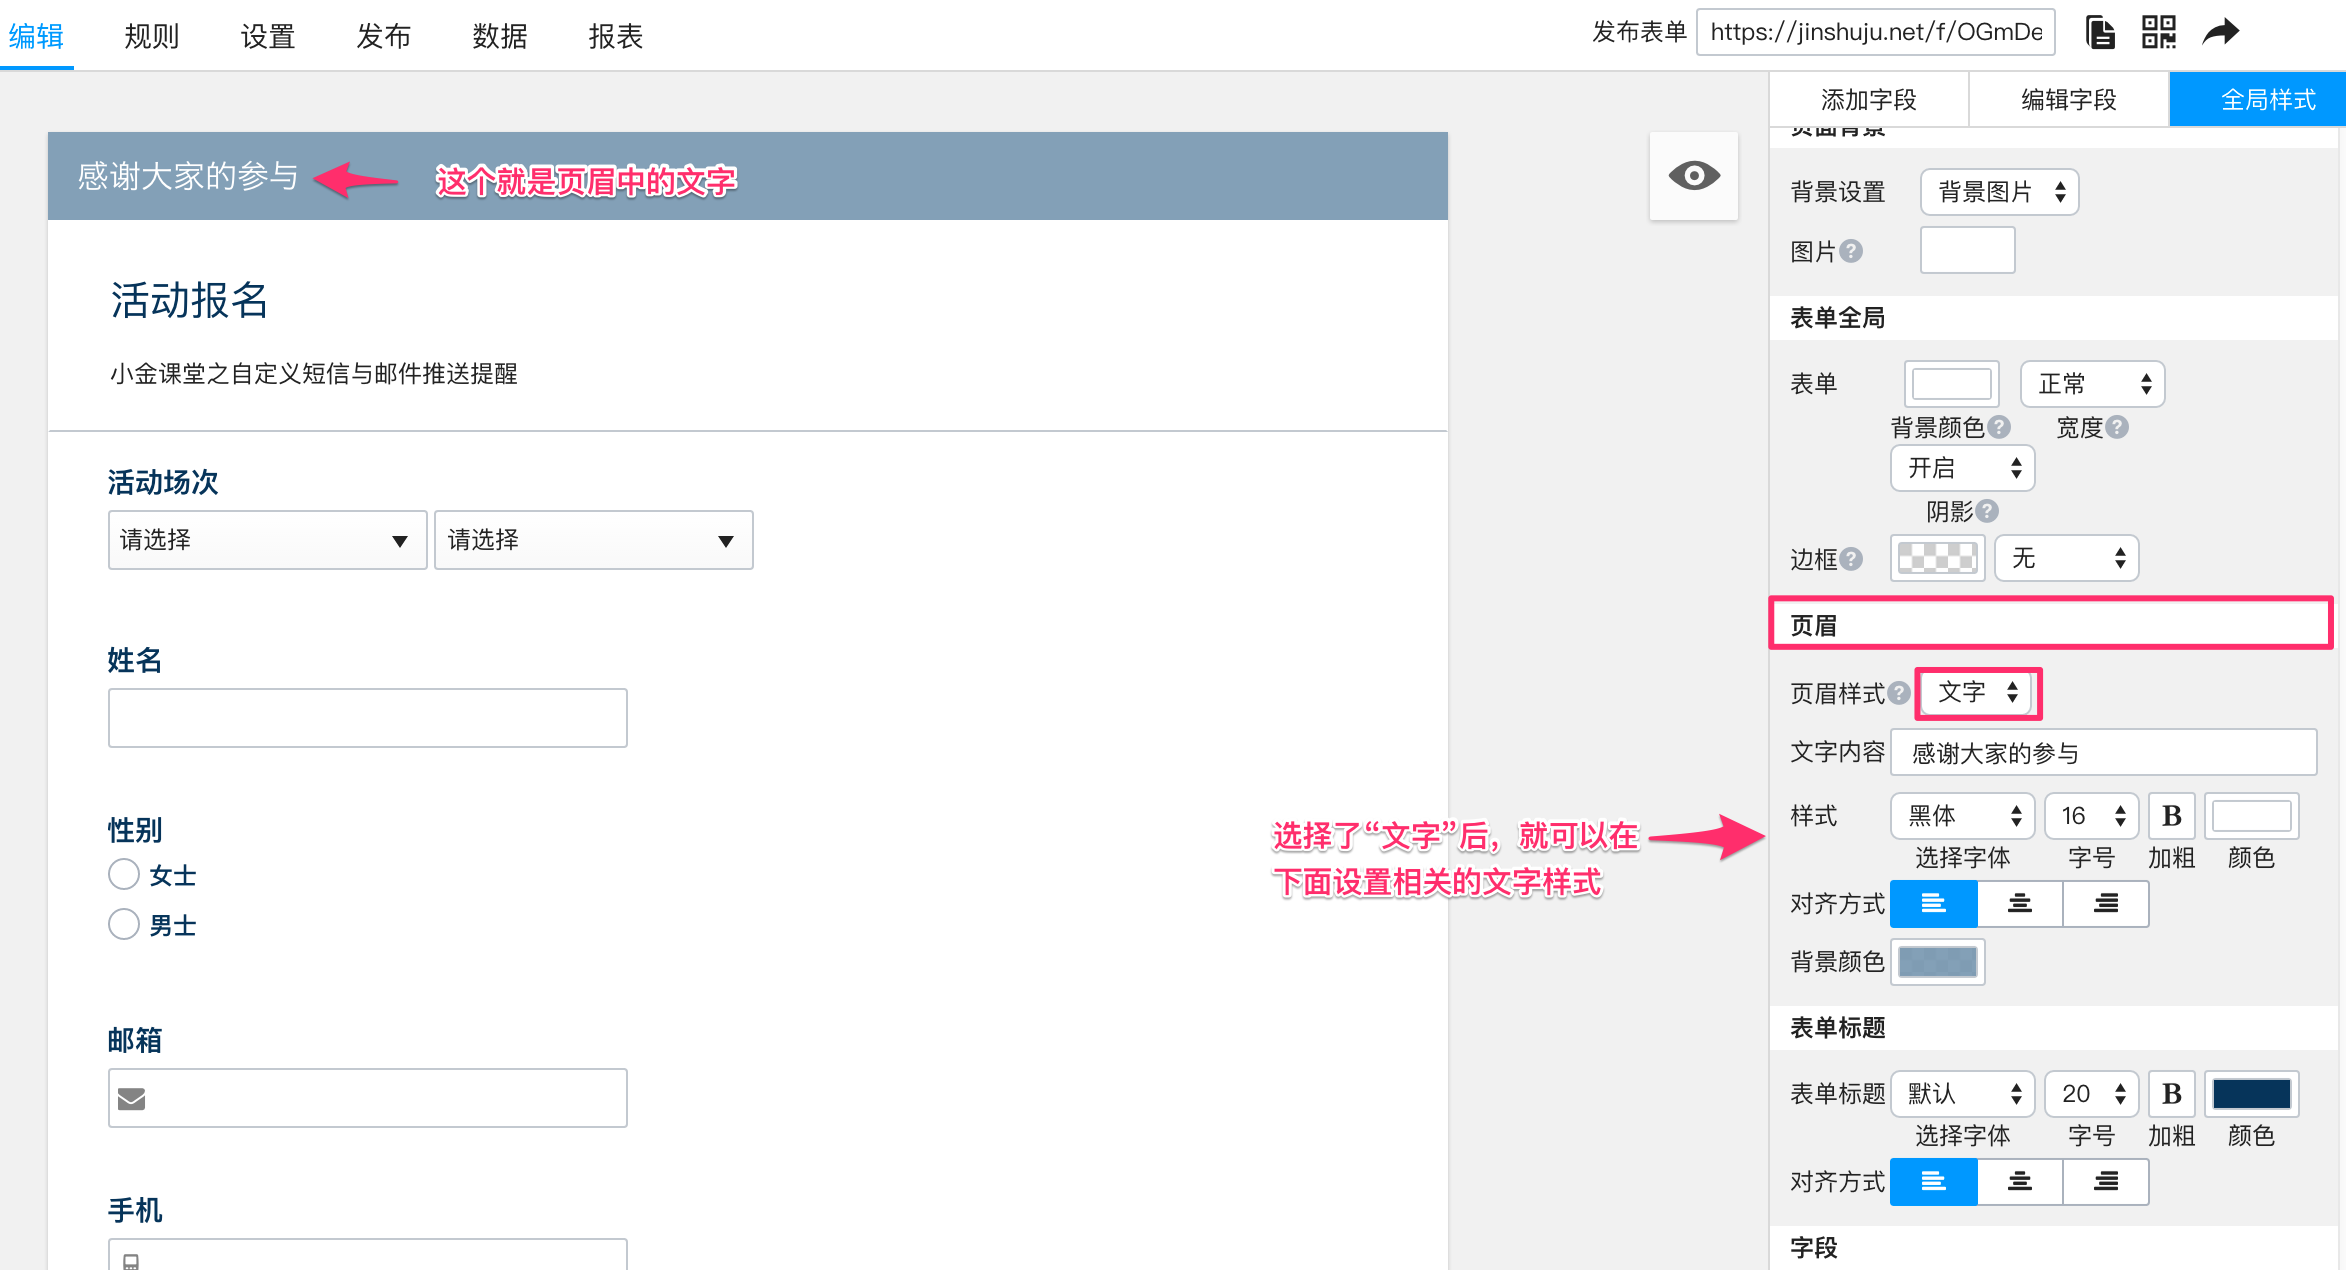 编辑 规则 设置 发布 数据 报表 发布表单 https://jinshuju.net/f/OGmDe
添加字段 编辑字段 全局样式
感谢大家的参与 这个就是页眉中的文字
活动报名
小金课堂之自定义短信与邮件推送提醒
活动场次
请选择 请选择
姓名
性别
女士
男士
邮箱
手机
选择了“文字”后，就可以在
下面设置相关的文字样式
页面背景
背景设置 背景图片
图片 ?
表单全局
表单 正常
背景颜色 ? 宽度 ?
开启
阴影 ?
边框 ? 无
页眉
页眉样式 ? 文字
文字内容 感谢大家的参与
样式 黑体 16 B
选择字体 字号 加粗 颜色
对齐方式
背景颜色
表单标题
表单标题 默认 20 B
选择字体 字号 加粗 颜色
对齐方式
字段